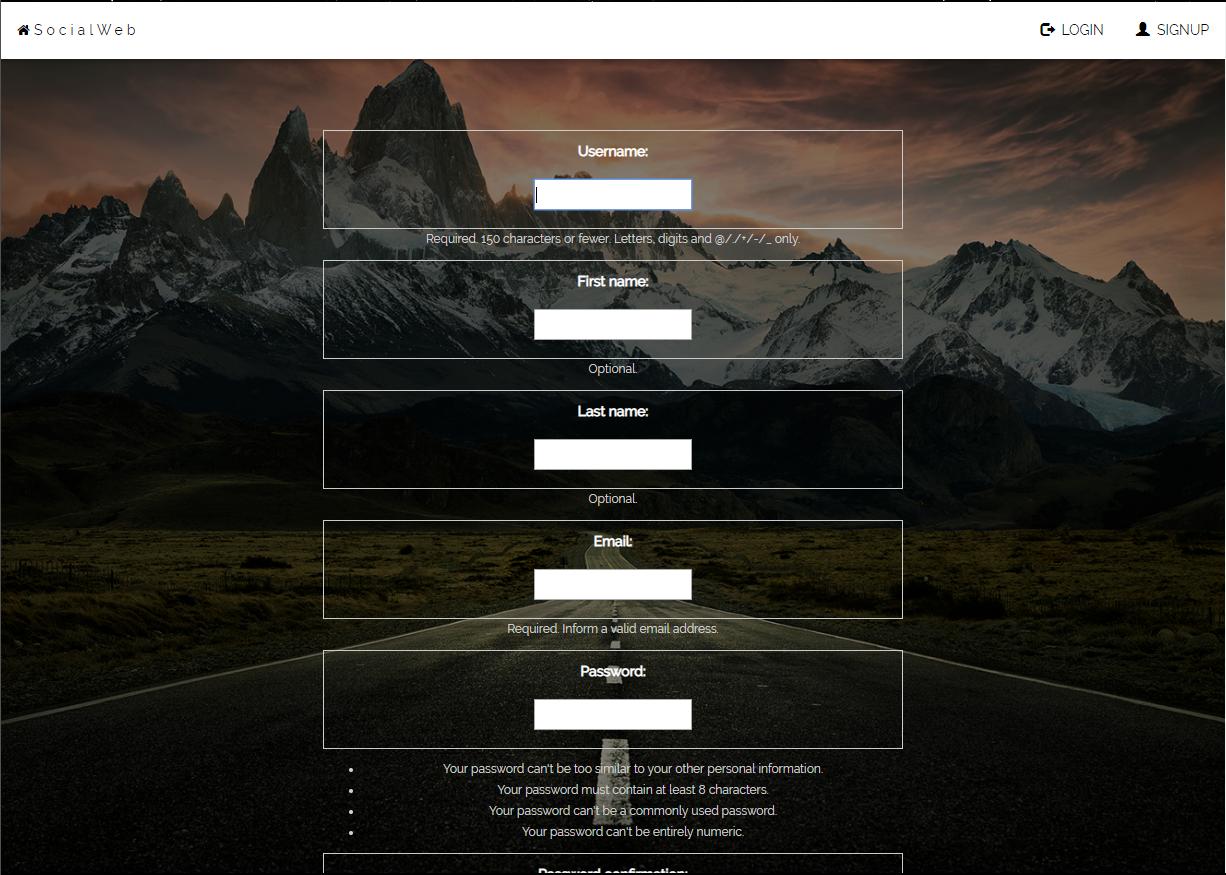 SocialWeb
LOGIN
SIGNUP
Username:
Required. 150 characters or fewer. Letters, digits and @/./+/-/_ only.
First name:
Optional.
Last name:
Optional.
Email:
Required. Inform a valid email address.
Password:
Your password can't be too similar to your other personal information.
Your password must contain at least 8 characters.
Your password can't be a commonly used password.
Your password can't be entirely numeric.
Password confirmation: